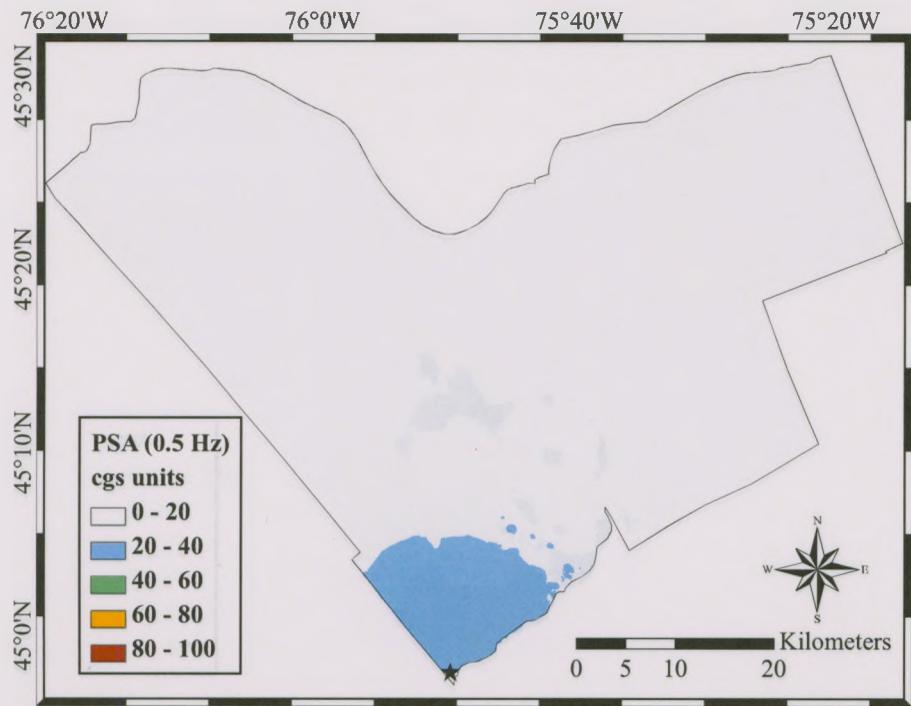 76°20'W 76°0'W 75°40'W 75°20'W
45°30'N
45°20'N
45°10'N
45°0'N
PSA (0.5 Hz)
cgs units
0 - 20
20 - 40
40 - 60
60 - 80
80 - 100
N
W E
S
Kilometers
0 5 10 20